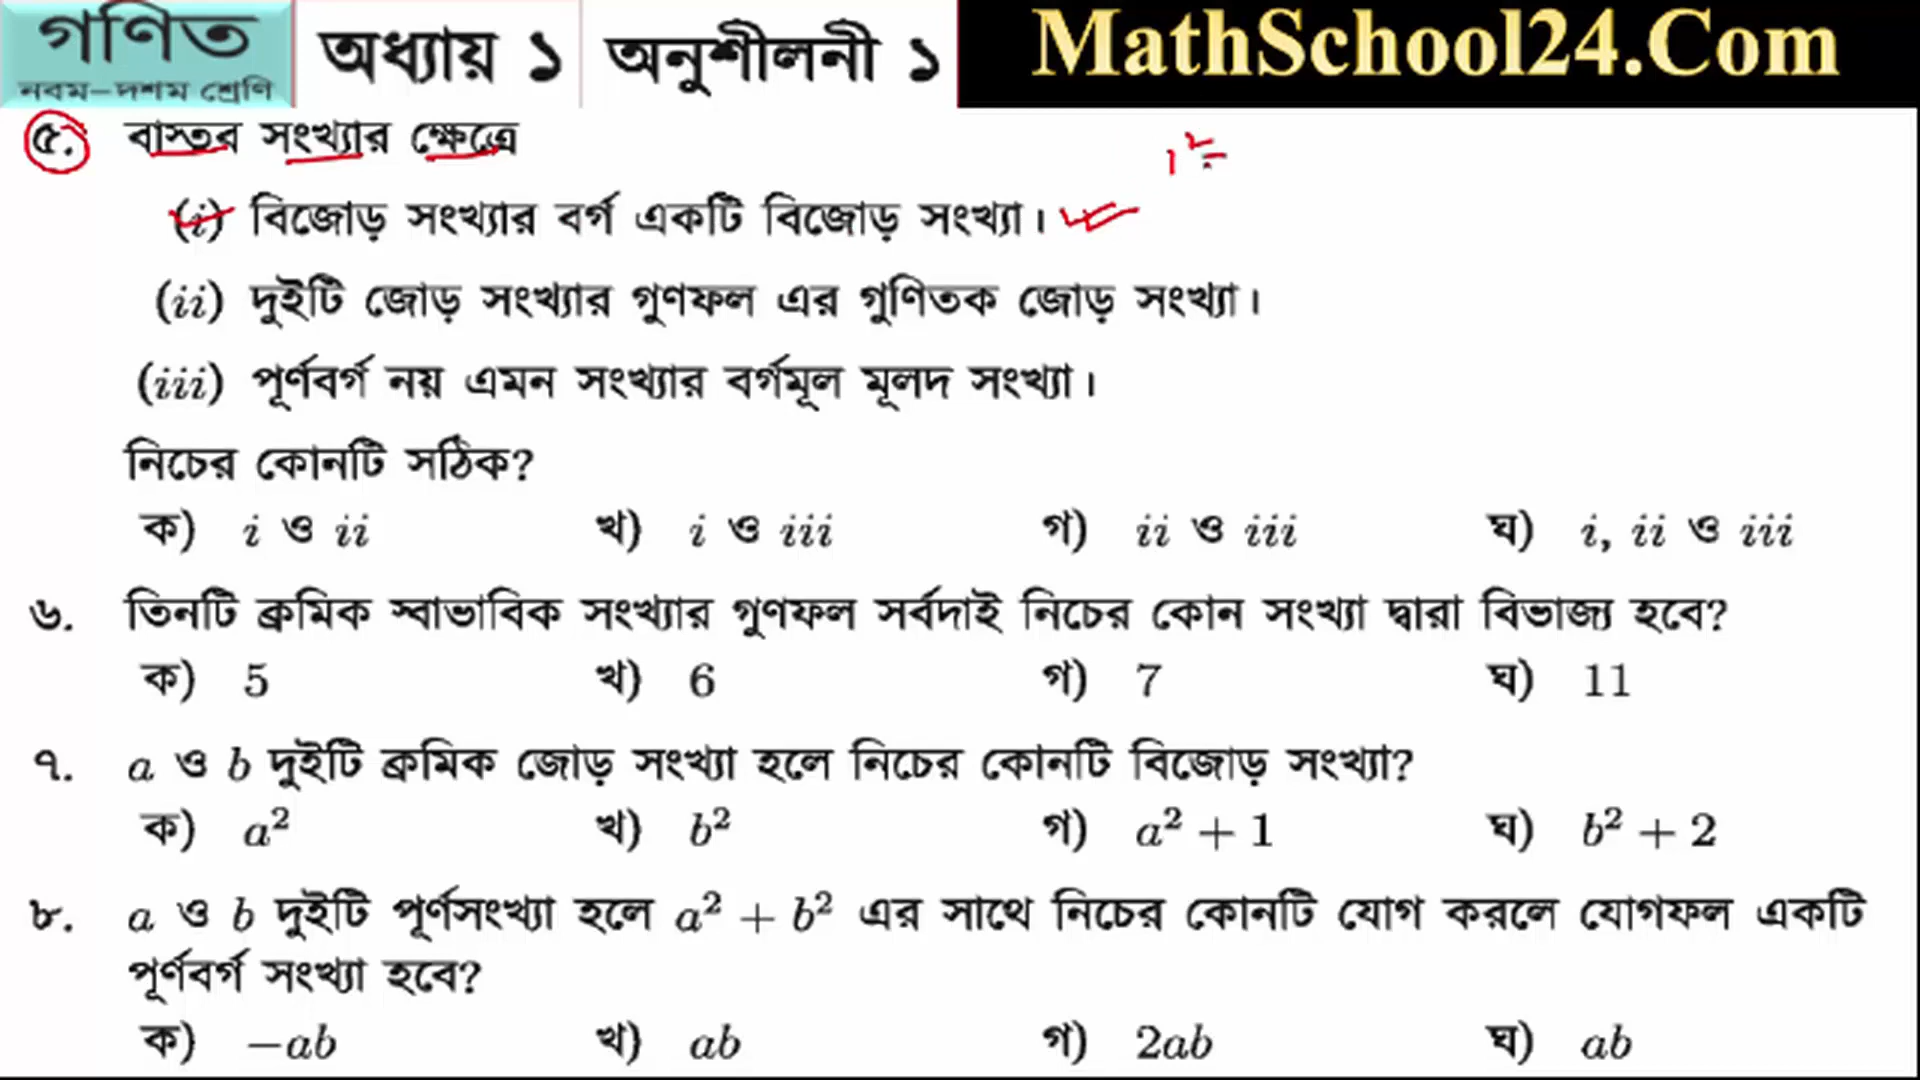 গণিত
নবম-দশম শ্রেণি
অধ্যায় ১
অনুশীলনী ১
MathSchool24.Com
৫. বাস্তব সংখ্যার ক্ষেত্রে
1² =
(i) বিজোড় সংখ্যার বর্গ একটি বিজোড় সংখ্যা।
(ii) দুইটি জোড় সংখ্যার গুণফল এর গুণিতক জোড় সংখ্যা।
(iii) পূর্ণবর্গ নয় এমন সংখ্যার বর্গমূল মূলদ সংখ্যা।
নিচের কোনটি সঠিক?
ক) i ও ii খ) i ও iii গ) ii ও iii ঘ) i, ii ও iii
৬. তিনটি ক্রমিক স্বাভাবিক সংখ্যার গুণফল সর্বদাই নিচের কোন সংখ্যা দ্বারা বিভাজ্য হবে?
ক) 5 খ) 6 গ) 7 ঘ) 11
৭. a ও b দুইটি ক্রমিক জোড় সংখ্যা হলে নিচের কোনটি বিজোড় সংখ্যা?
ক) a² খ) b² গ) a² + 1 ঘ) b² + 2
৮. a ও b দুইটি পূর্ণসংখ্যা হলে a² + b² এর সাথে নিচের কোনটি যোগ করলে যোগফল একটি
পূর্ণবর্গ সংখ্যা হবে?
ক) −ab খ) ab গ) 2ab ঘ) ab